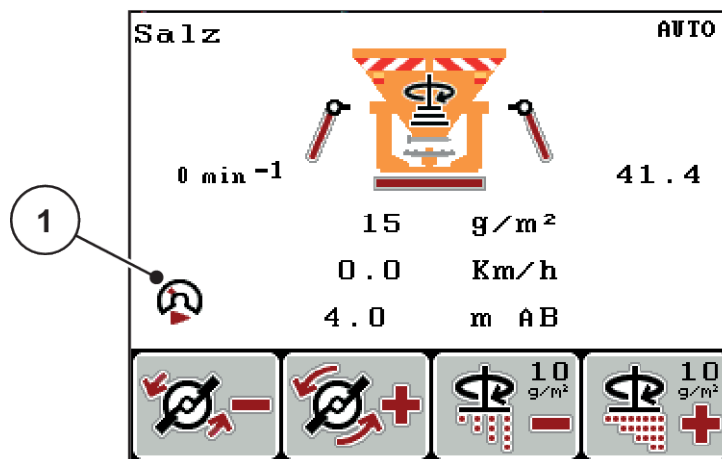 Salz AUTO
0 min⁻¹ 41.4
15 g/m²
1
0.0 Km/h
4.0 m AB
10 g/m² 10 g/m²